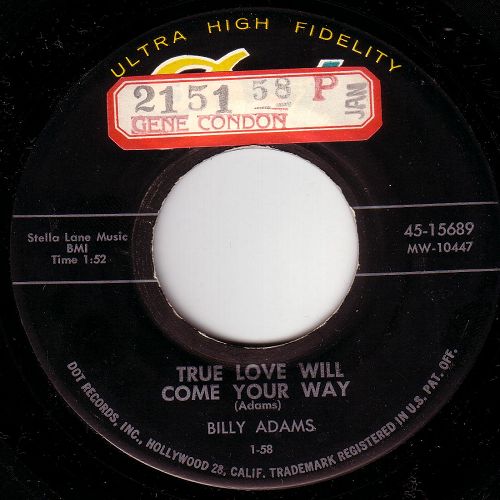 ULTRA HIGH FIDELITY
2151 58 P JAN
GENE CONDON
Stella Lane Music
BMI
Time 1:52
45-15689
MW-10447
TRUE LOVE WILL
COME YOUR WAY
(Adams)
BILLY ADAMS
1-58
DOT RECORDS, INC., HOLLYWOOD 28, CALIF. TRADEMARK REGISTERED IN U.S. PAT. OFF.